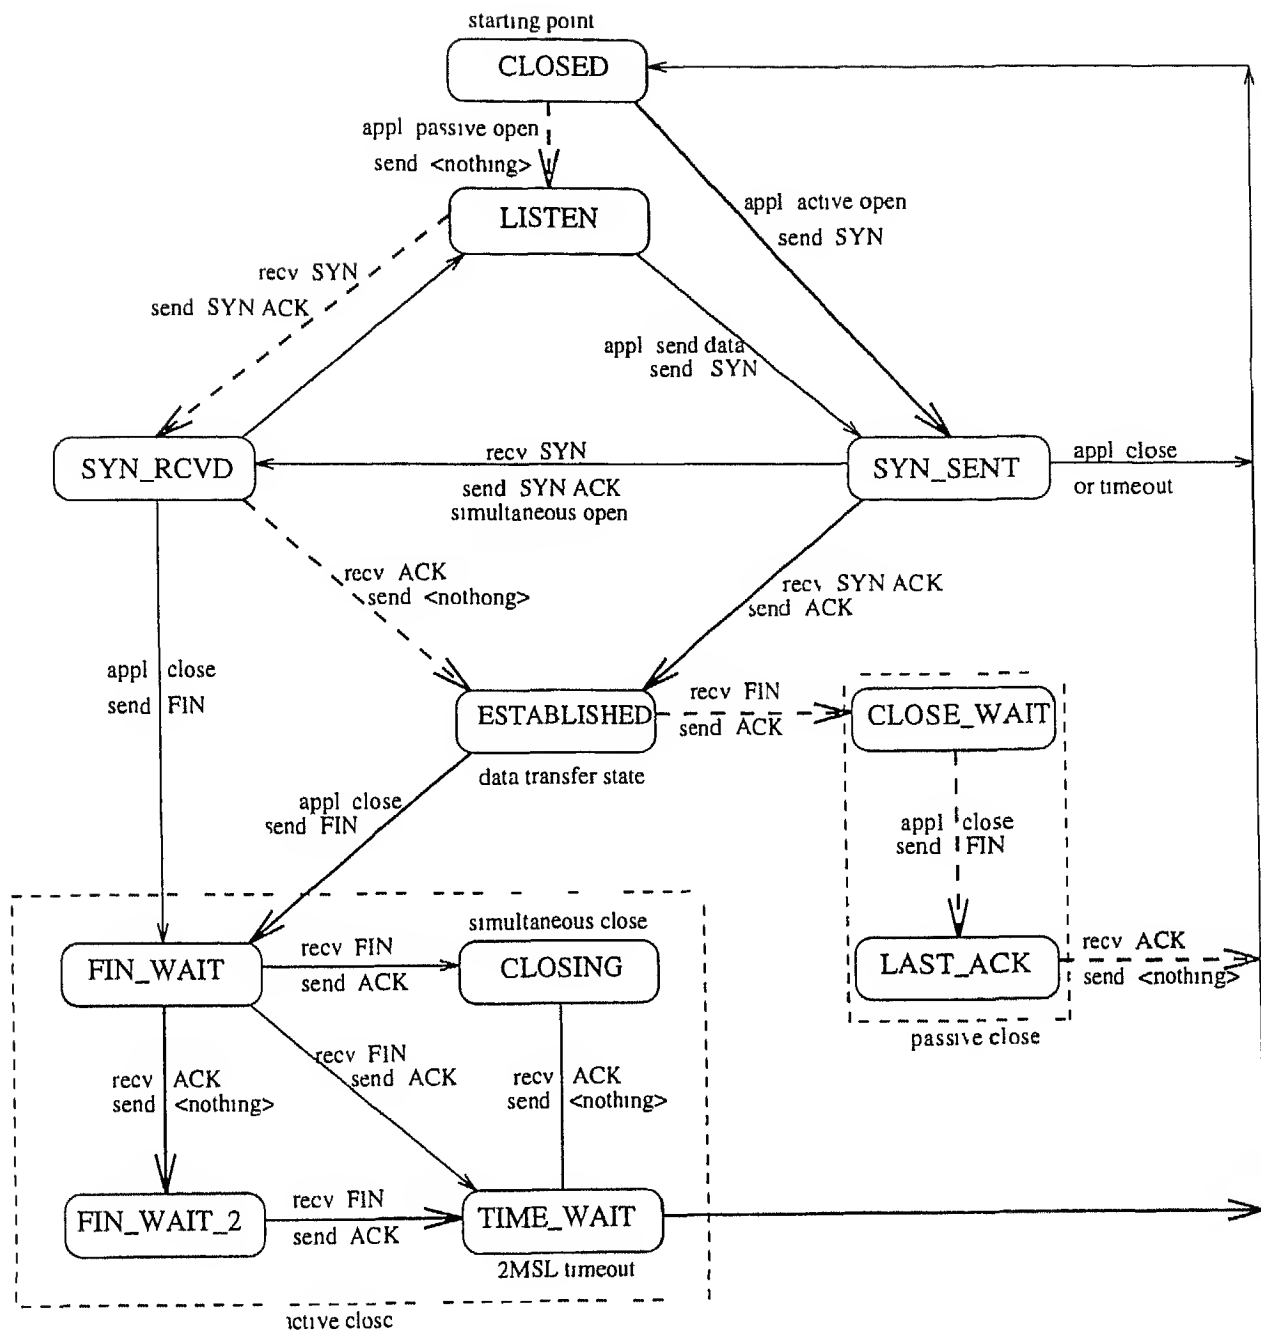 starting point
CLOSED
appl passive open
send <nothing>
LISTEN
appl active open
send SYN
recv SYN
send SYN ACK
appl send data
send SYN
SYN_RCVD
recv SYN
send SYN ACK
simultaneous open
SYN_SENT
appl close
or timeout
recv ACK
send <nothong>
recv SYN ACK
send ACK
appl close
send FIN
ESTABLISHED
data transfer state
recv FIN
send ACK
CLOSE_WAIT
appl close
send FIN
appl close
send FIN
simultaneous close
FIN_WAIT
recv FIN
send ACK
CLOSING
LAST_ACK
recv ACK
send <nothing>
passive close
recv ACK
send <nothing>
recv FIN
send ACK
recv ACK
send <nothing>
FIN_WAIT_2
recv FIN
send ACK
TIME_WAIT
2MSL timeout
active close